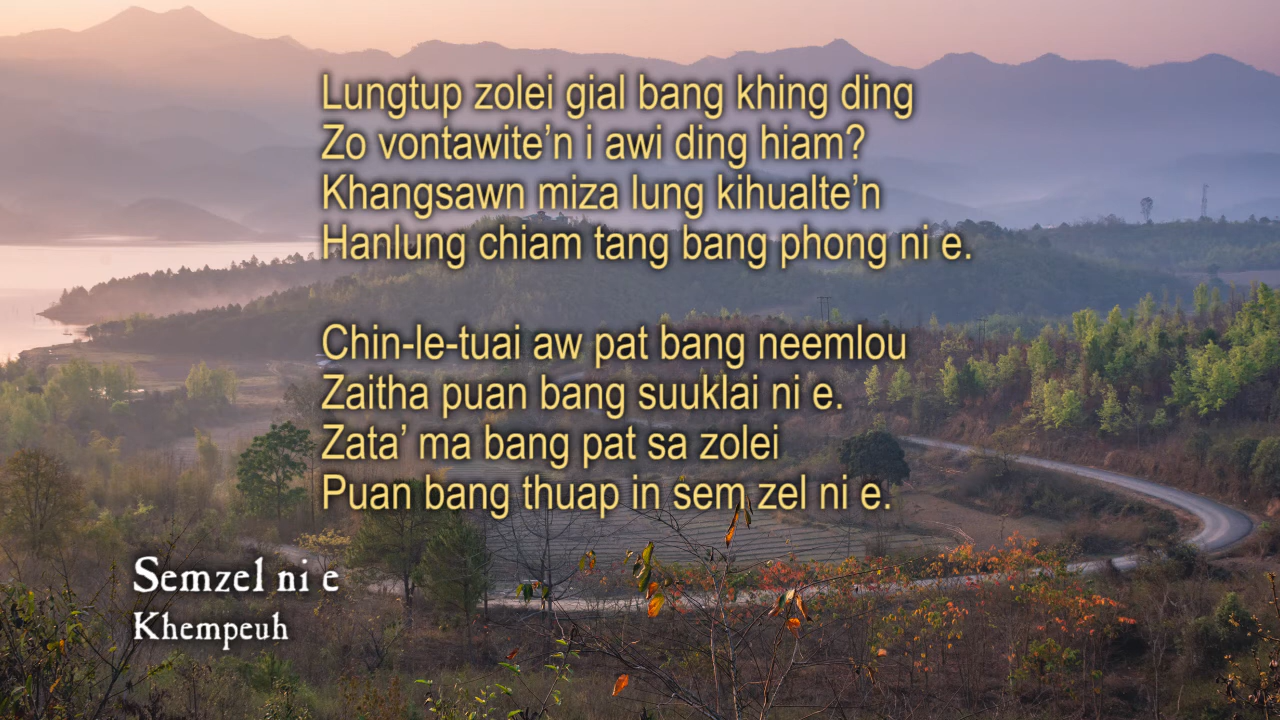 Lungtup zolei gial bang khing ding
Zo vontawite’n i awi ding hiam?
Khangsawn miza lung kihualte’n
Hanlung chiam tang bang phong ni e.
Chin-le-tuai aw pat bang neemlou
Zaitha puan bang suuklai ni e.
Zata’ ma bang pat sa zolei
Puan bang thuap in sem zel ni e.
Semzel ni e
Khempeuh